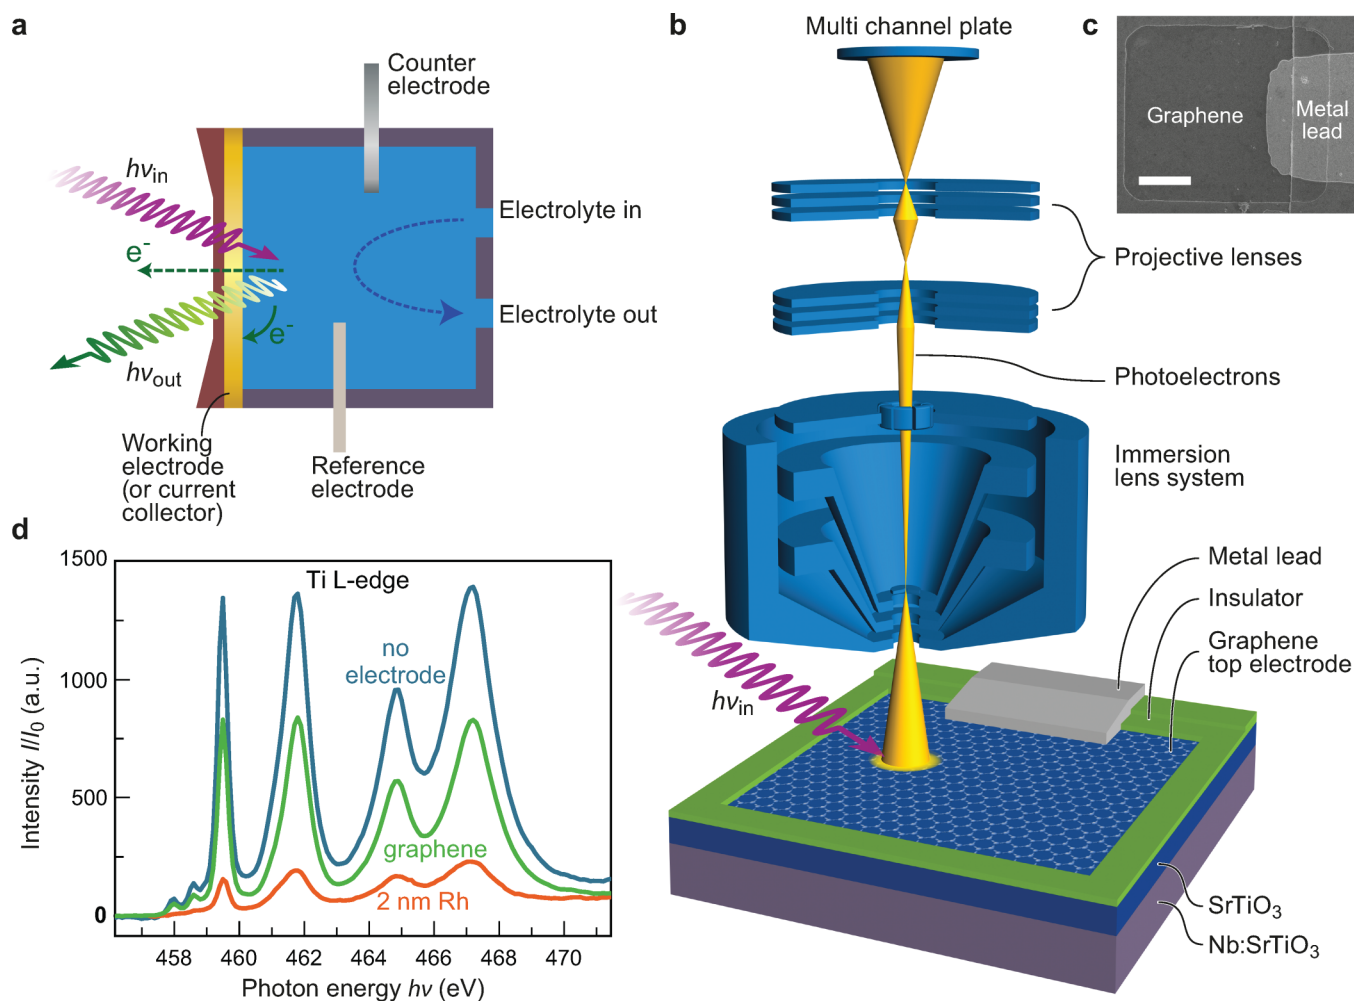 a
Counter
electrode
hνin
e-
Electrolyte in
Electrolyte out
e-
hνout
Working
electrode
(or current
collector)
Reference
electrode
b
Multi channel plate
Projective lenses
Photoelectrons
Immersion
lens system
Metal lead
Insulator
Graphene
top electrode
hνin
SrTiO3
Nb:SrTiO3
c
Graphene
Metal
lead
d
Ti L-edge
no
electrode
graphene
2 nm Rh
Intensity I/I0 (a.u.)
1500
1000
500
0
458 460 462 464 466 468 470
Photon energy hν (eV)